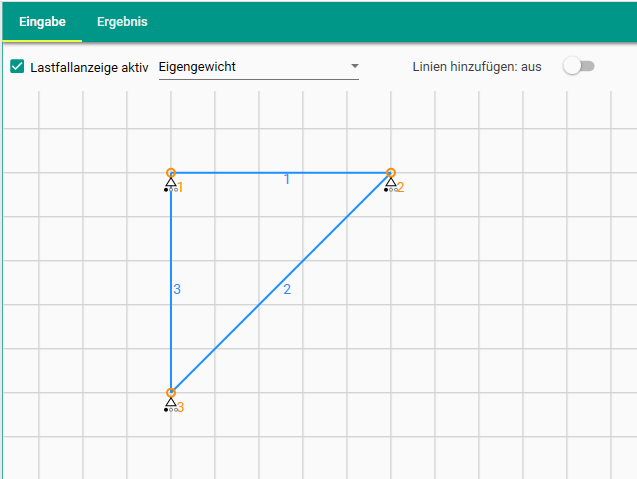 Eingabe Ergebnis
Lastfallanzeige aktiv Eigengewicht Linien hinzufügen: aus
1 1 2
3 2
3